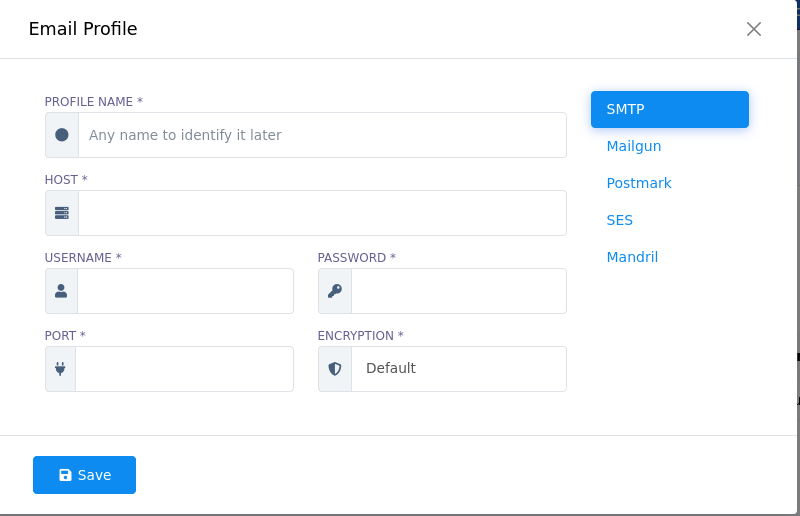 Email Profile
PROFILE NAME *
Any name to identify it later
HOST *
USERNAME *
PASSWORD *
PORT *
ENCRYPTION *
Default
SMTP
Mailgun
Postmark
SES
Mandril
Save